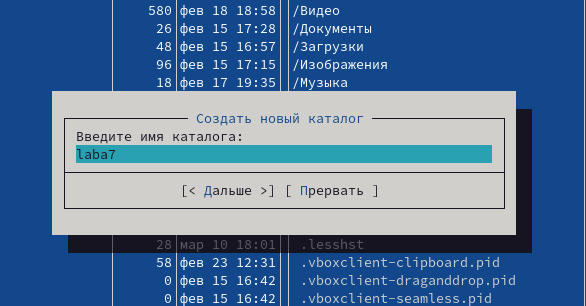 580 фев 18 18:58 /Видео
26 фев 15 17:28 /Документы
48 фев 15 16:57 /Загрузки
96 фев 15 17:15 /Изображения
18 фев 17 19:35 /Музыка
Создать новый каталог
Введите имя каталога:
laba7
[< Дальше >] [ Прервать ]
28 мар 10 18:01 .lesshst
58 фев 23 12:31 .vboxclient-clipboard.pid
0 фев 15 16:42 .vboxclient-draganddrop.pid
0 фев 15 16:42 .vboxclient-seamless.pid